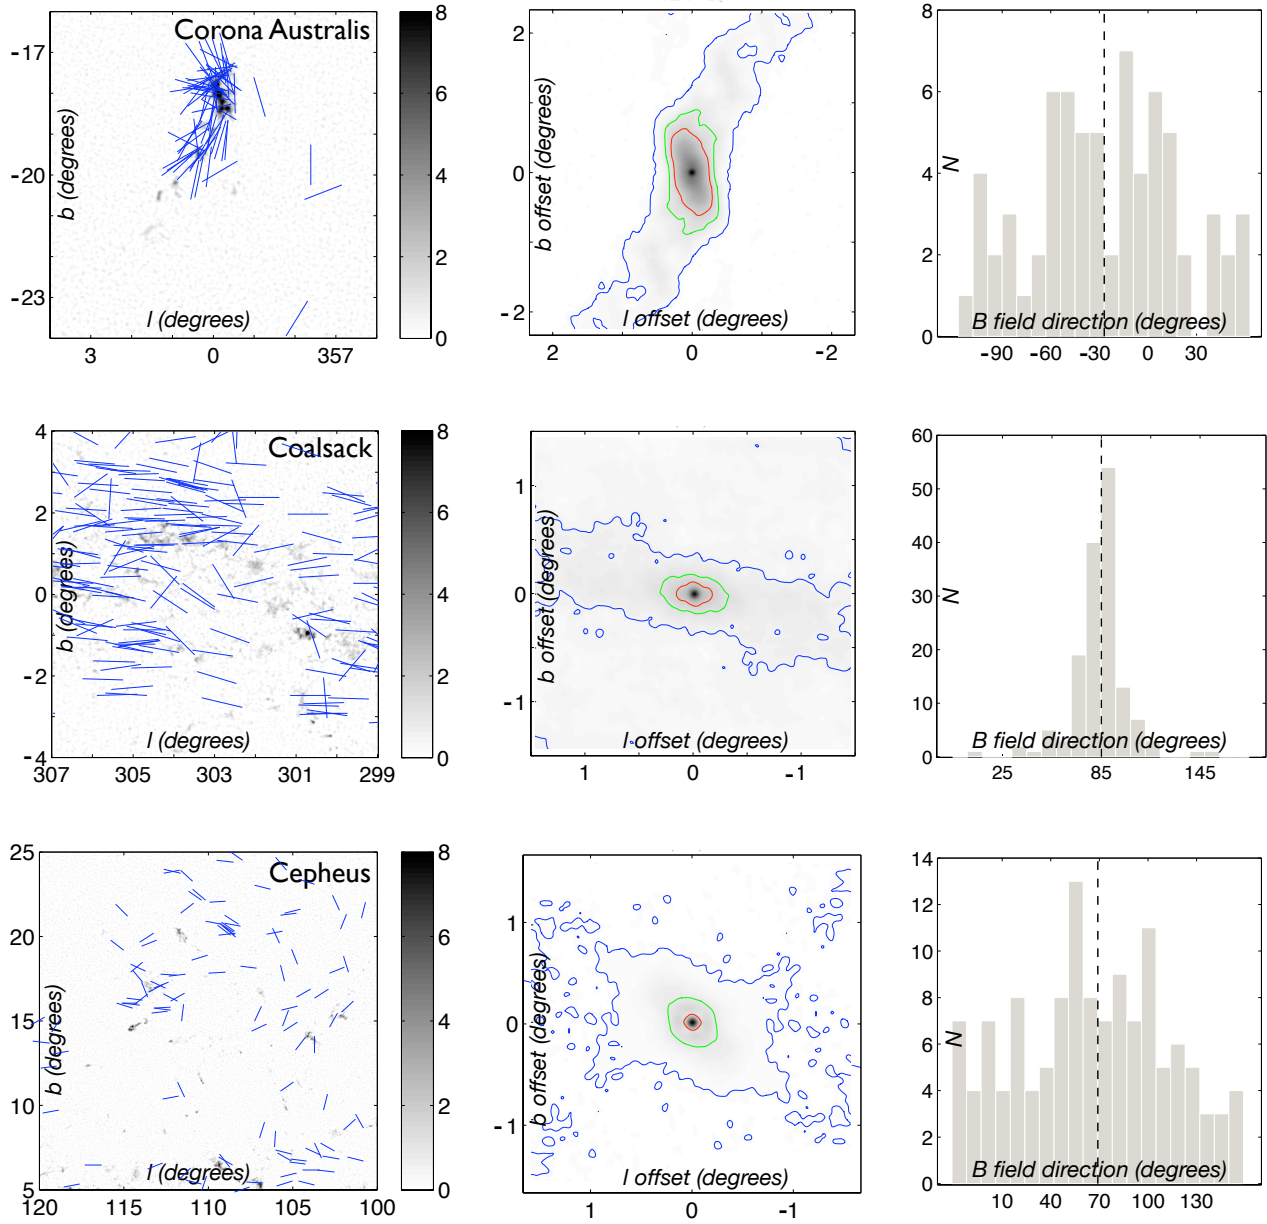 Corona Australis
-17
-20
-23
b (degrees)
l (degrees)
3 0 357
8
6
4
2
0
2
0
-2
b offset (degrees)
l offset (degrees)
2 0 -2
8
6
4
2
0
N
B field direction (degrees)
-90 -60 -30 0 30
Coalsack
4
2
0
-2
-4
b (degrees)
l (degrees)
307 305 303 301 299
8
6
4
2
0
1
0
-1
b offset (degrees)
l offset (degrees)
1 0 -1
60
50
40
30
20
10
0
N
B field direction (degrees)
25 85 145
Cepheus
25
20
15
10
5
b (degrees)
l (degrees)
120 115 110 105 100
8
6
4
2
0
1
0
-1
b offset (degrees)
l offset (degrees)
1 0 -1
14
12
10
8
6
4
2
0
N
B field direction (degrees)
10 40 70 100 130